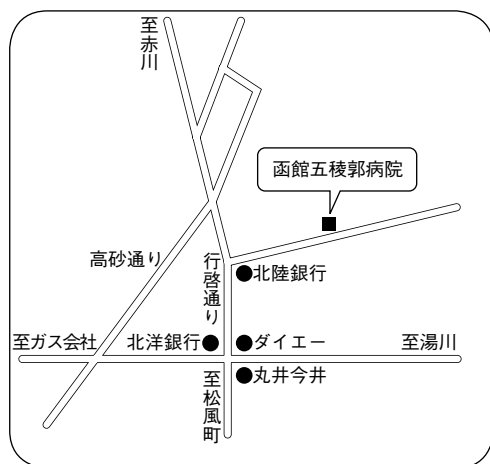 至赤川
函館五稜郭病院
高砂通り
行啓通り
北陸銀行
至ガス会社
北洋銀行
ダイエー
至湯川
丸井今井
至松風町